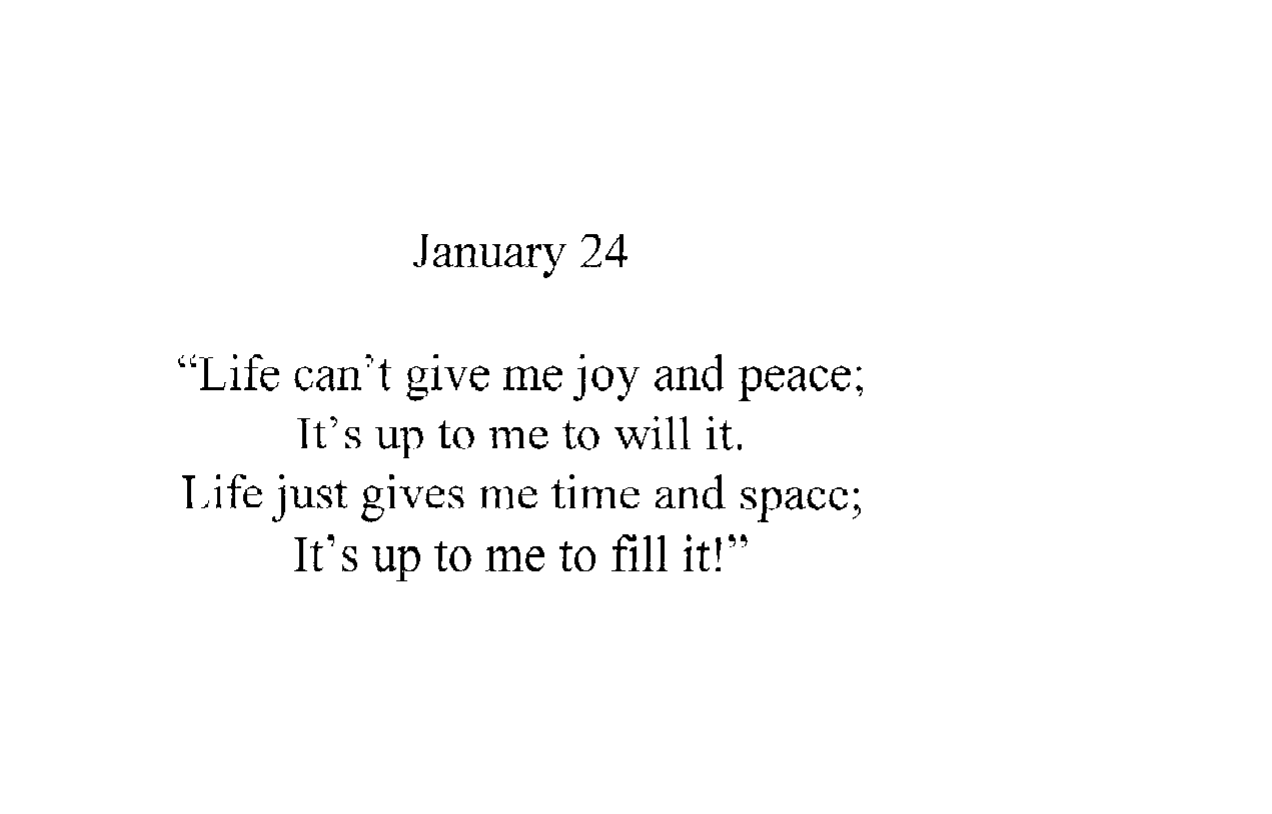 January 24
“Life can’t give me joy and peace;
It’s up to me to will it.
Life just gives me time and space;
It’s up to me to fill it!”